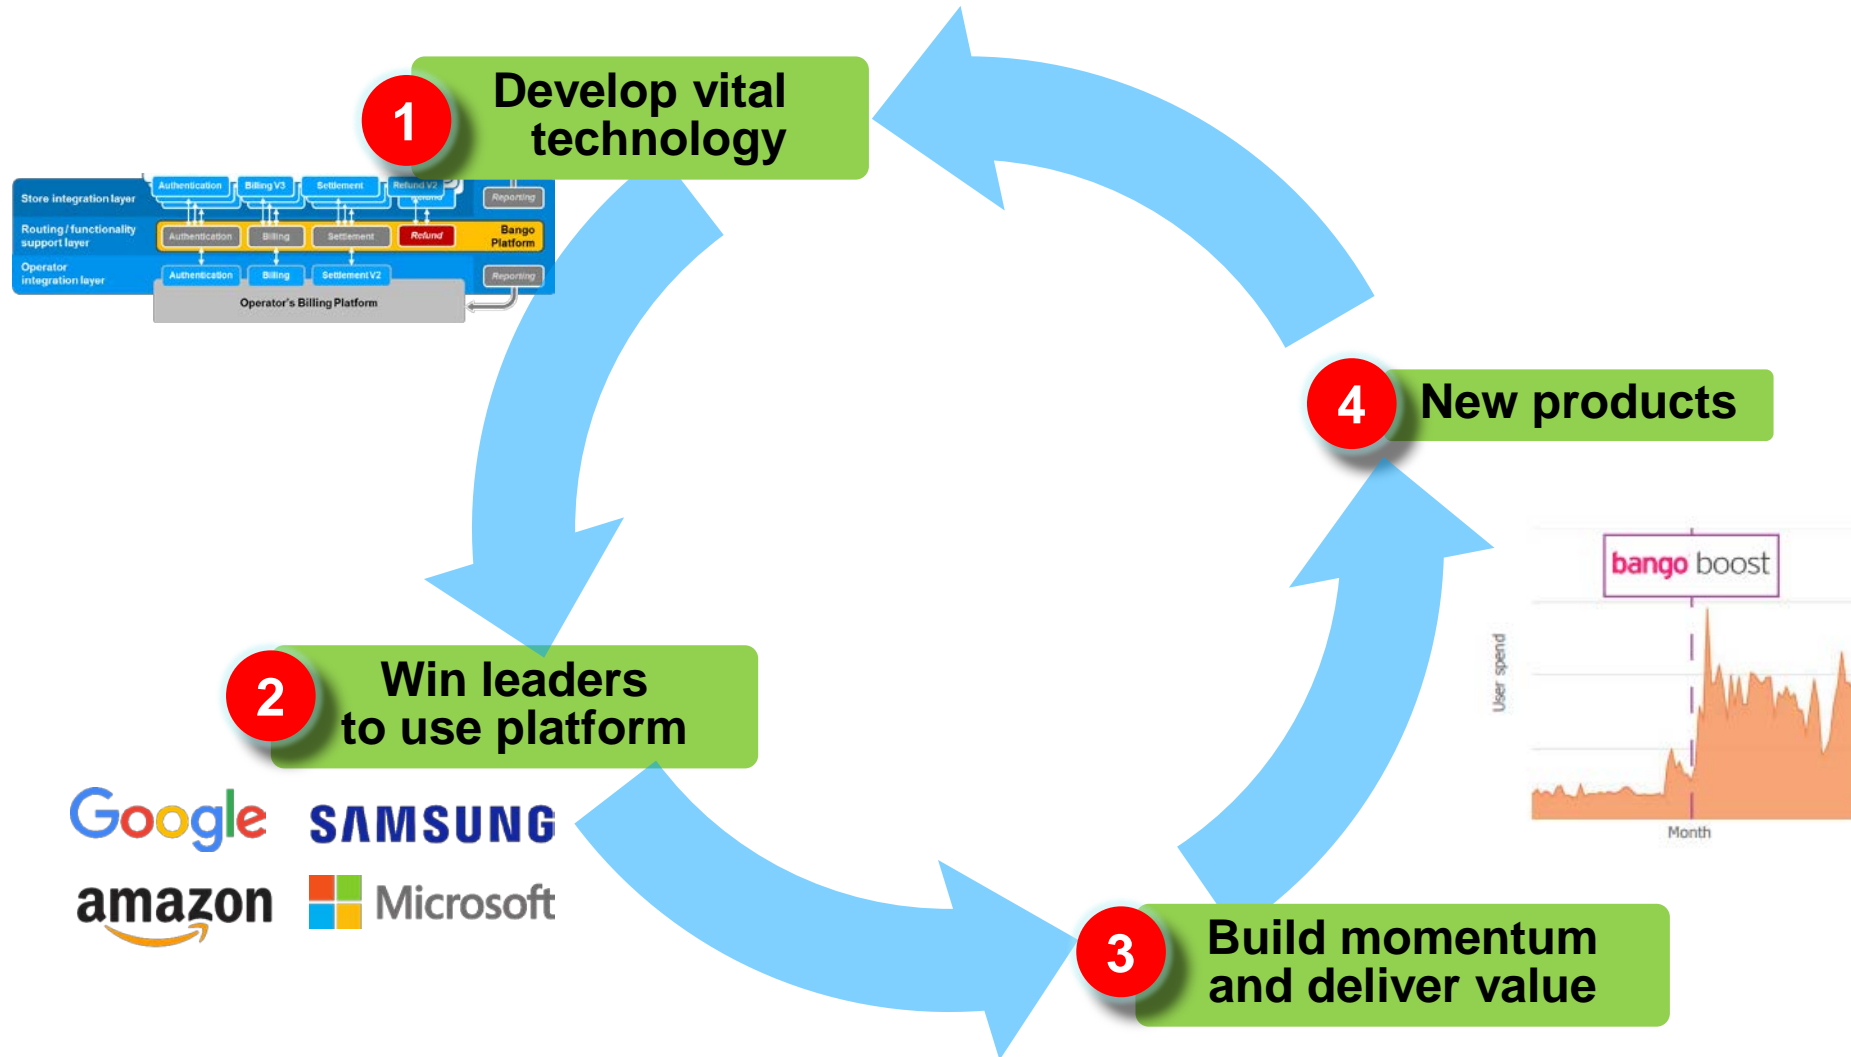 1
Develop vital
technology
Authentication
Billing V3
Settlement
Refund V2
Store integration layer
Refund
Reporting
Routing / functionality
support layer
Authentication
Billing
Settlement
Refund
Bango
Platform
Operator
integration layer
Authentication
Billing
Settlement V2
Reporting
Operator's Billing Platform
4
New products
bango boost
User spend
Month
2
Win leaders
to use platform
Google
SAMSUNG
amazon
Microsoft
3
Build momentum
and deliver value